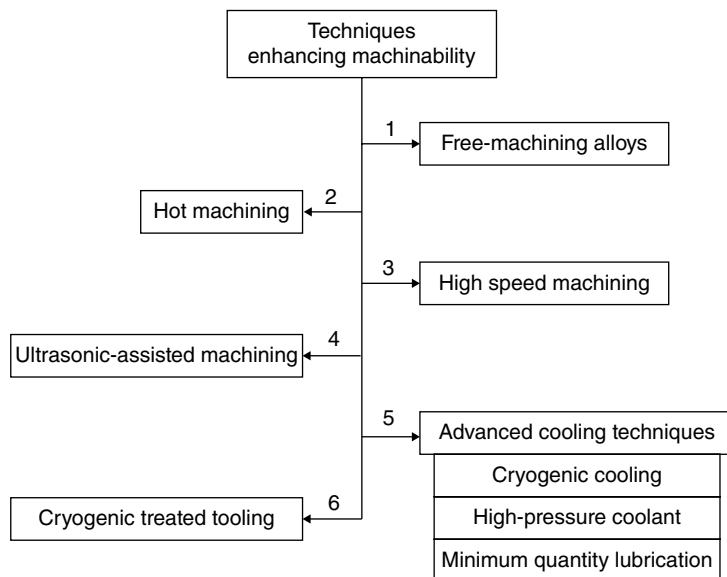 Techniques
enhancing machinability
1
Free-machining alloys
2
Hot machining
3
High speed machining
4
Ultrasonic-assisted machining
5
Advanced cooling techniques
Cryogenic cooling
High-pressure coolant
Minimum quantity lubrication
6
Cryogenic treated tooling